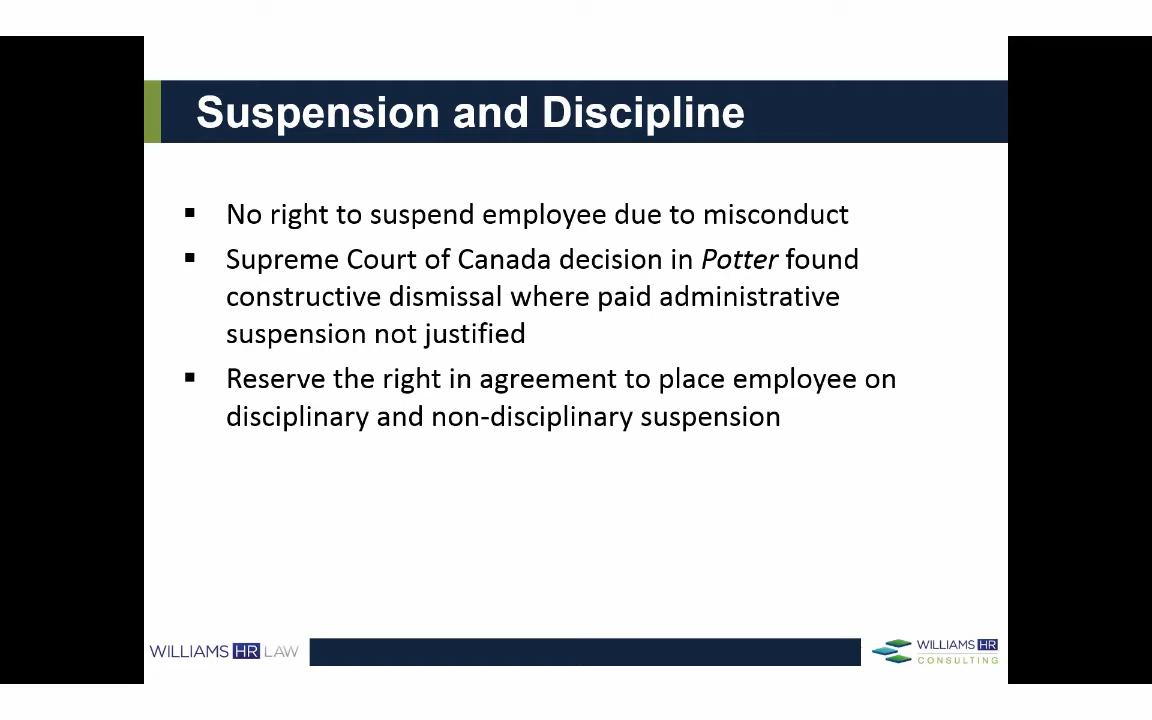 Suspension and Discipline
▪ No right to suspend employee due to misconduct
▪ Supreme Court of Canada decision in Potter found
constructive dismissal where paid administrative
suspension not justified
▪ Reserve the right in agreement to place employee on
disciplinary and non-disciplinary suspension
WILLIAMS HR LAW
WILLIAMS HR
CONSULTING